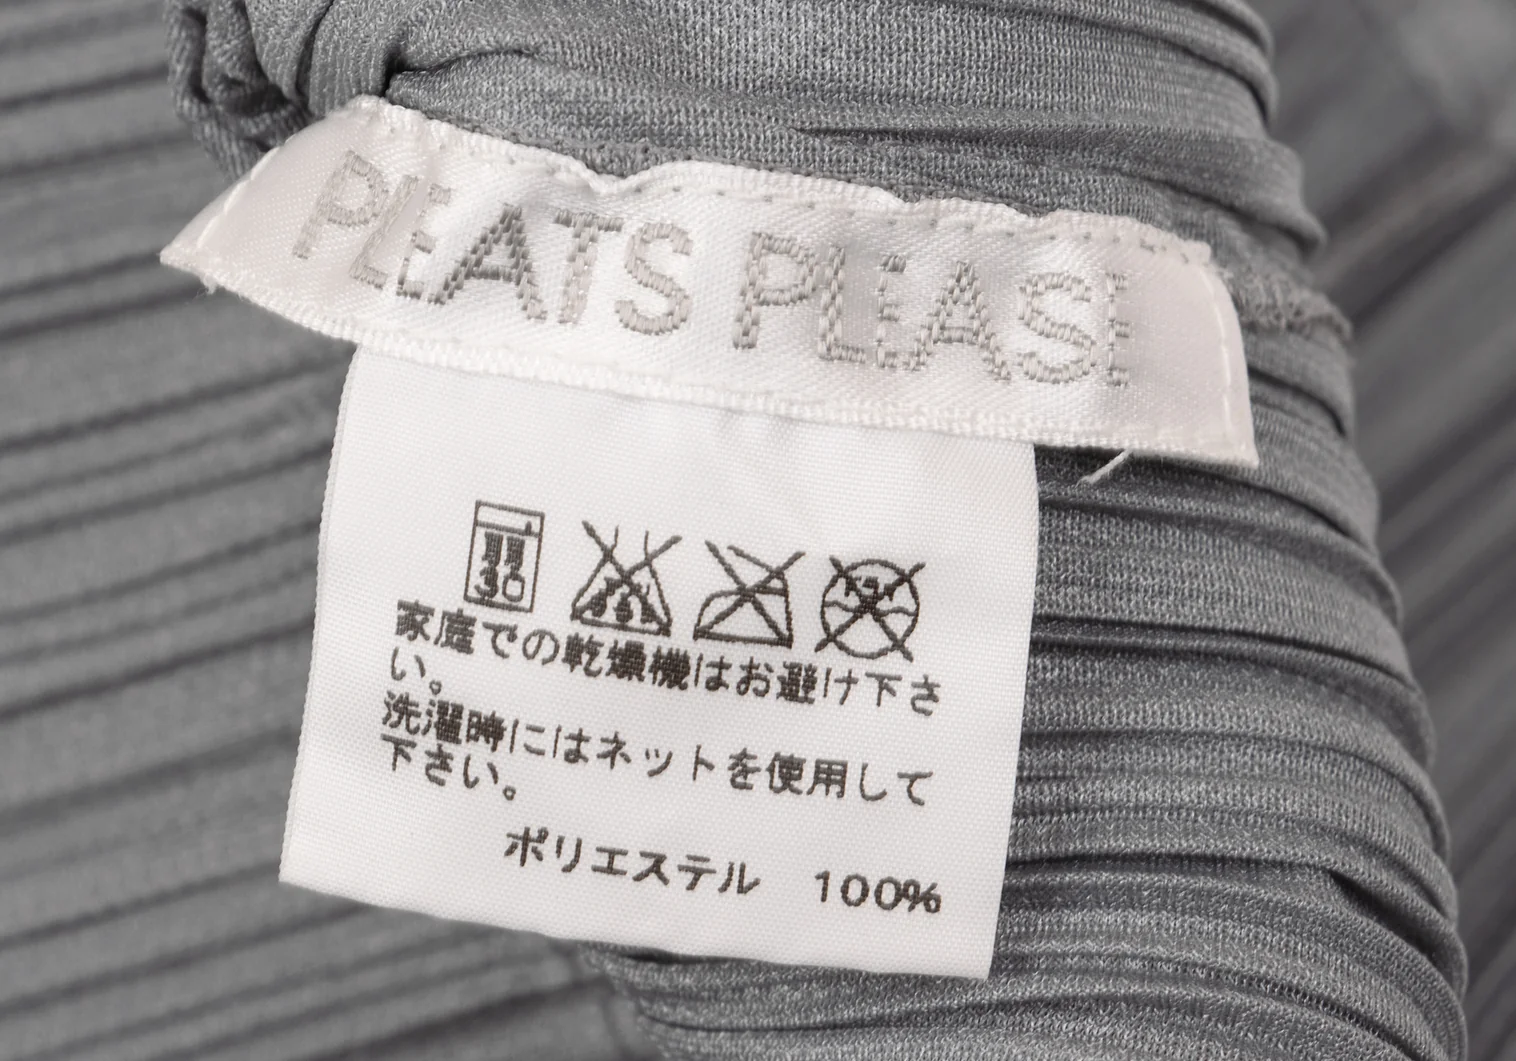 PLEATS PLEASE
家庭での乾燥機はお避け下さ
い。
洗濯時にはネットを使用して
下さい。
ポリエステル 100%